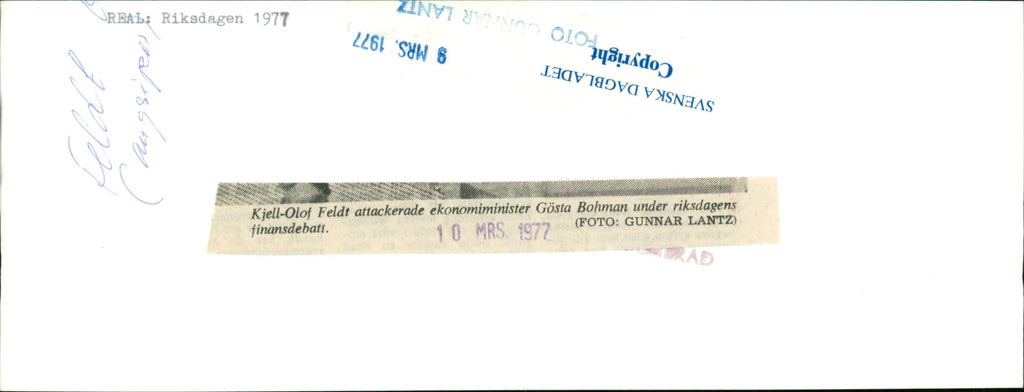 REAL: Riksdagen 1977
FOTO GUNNAR LANTZ
9 MRS. 1977
Copyright
SVENSKA DAGBLADET
Feldt
Kjell-Olof Feldt attackerade ekonomiminister Gösta Bohman under riksdagens
finansdebatt.
(FOTO: GUNNAR LANTZ)
10 MRS. 1977